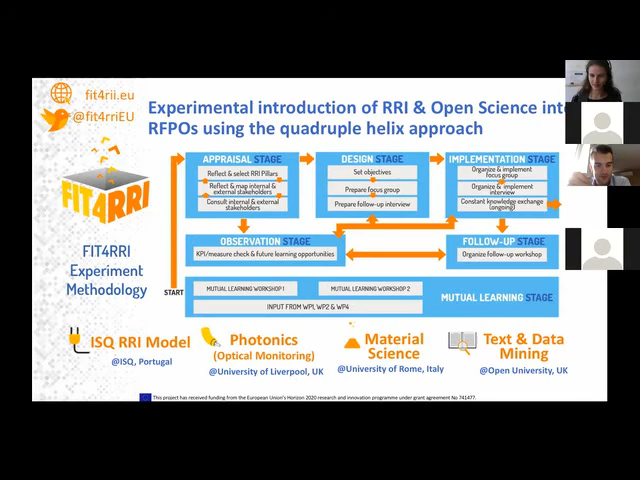 fit4rii.eu
@fit4rriEU
Experimental introduction of RRI & Open Science into
RFPOs using the quadruple helix approach
FIT4RRI
FIT4RRI
Experiment
Methodology
START
APPRAISAL STAGE
Reflect & select RRI Pillars
Reflect & map internal &
external stakeholders
Consult internal & external
stakeholders
DESIGN STAGE
Set objectives
Prepare focus group
Prepare follow-up interview
IMPLEMENTATION STAGE
Organize & implement
focus group
Organize & implement
interview
Constant knowledge exchange
(ongoing)
OBSERVATION STAGE
KPI/measure check & future learning opportunities
FOLLOW-UP STAGE
Organize follow-up workshop
MUTUAL LEARNING WORKSHOP 1
MUTUAL LEARNING WORKSHOP 2
INPUT FROM WP1, WP2 & WP4
MUTUAL LEARNING STAGE
ISQ RRI Model
@ISQ, Portugal
Photonics
(Optical Monitoring)
@University of Liverpool, UK
Material
Science
@University of Rome, Italy
Text & Data
Mining
@Open University, UK
This project has received funding from the European Union's Horizon 2020 research and innovation programme under grant agreement No 741477.